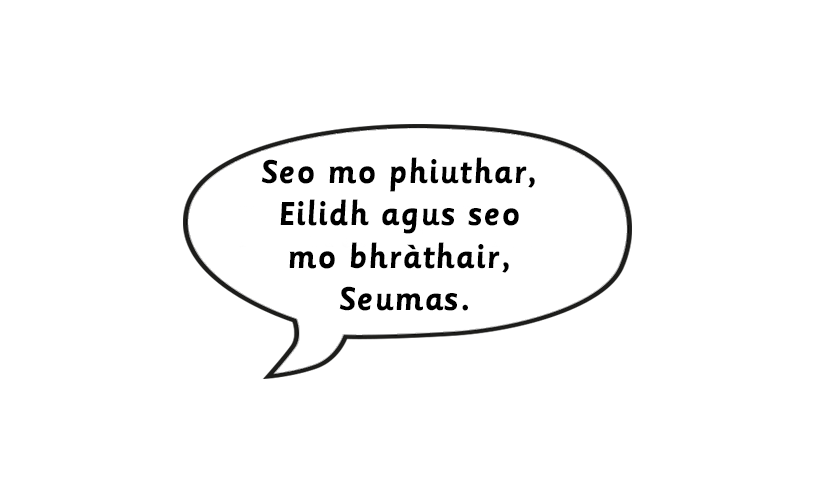 Seo mo phiuthar,
Eilidh agus seo
mo bhràthair,
Seumas.